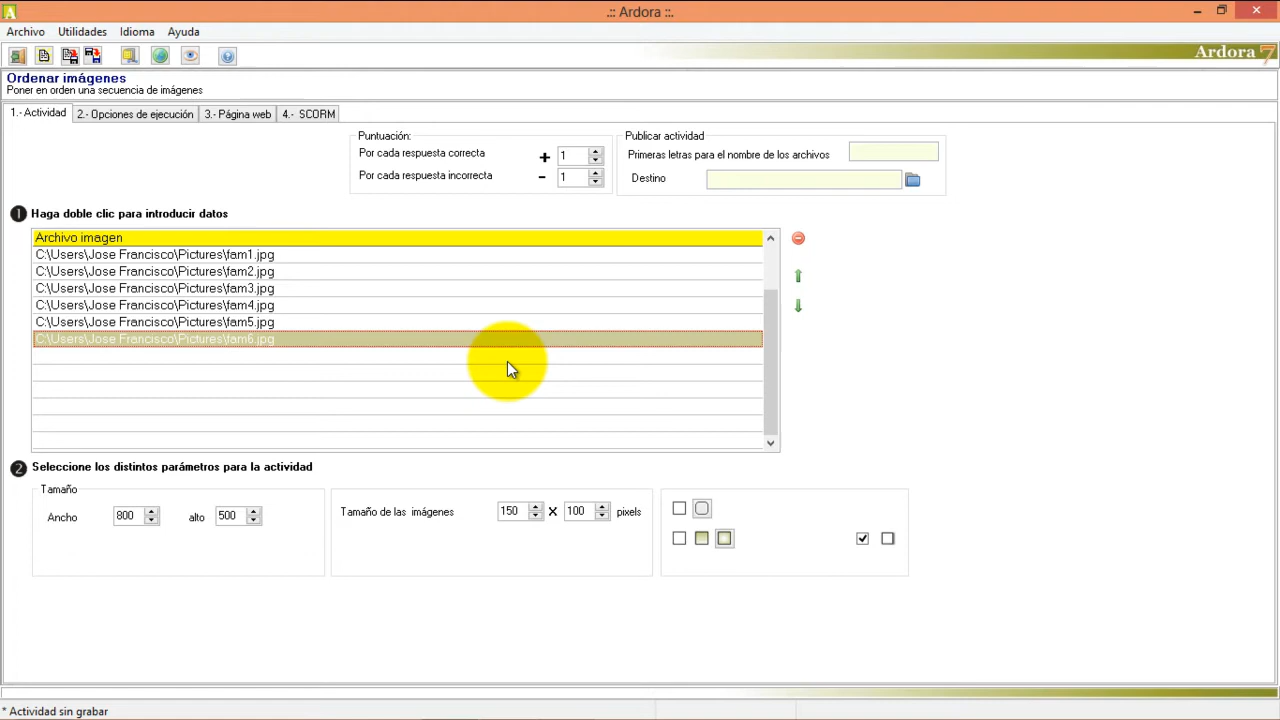 .:: Ardora ::.
Archivo Utilidades Idioma Ayuda
Ardora 7
Ordenar imágenes
Poner en orden una secuencia de imágenes
1.- Actividad 2.- Opciones de ejecución 3.- Página web 4.- SCORM
Puntuación:
Por cada respuesta correcta + 1
Por cada respuesta incorrecta - 1
Publicar actividad
Primeras letras para el nombre de los archivos
Destino
1 Haga doble clic para introducir datos
Archivo imagen
C:\Users\Jose Francisco\Pictures\fam1.jpg
C:\Users\Jose Francisco\Pictures\fam2.jpg
C:\Users\Jose Francisco\Pictures\fam3.jpg
C:\Users\Jose Francisco\Pictures\fam4.jpg
C:\Users\Jose Francisco\Pictures\fam5.jpg
C:\Users\Jose Francisco\Pictures\fam6.jpg
2 Seleccione los distintos parámetros para la actividad
Tamaño
Ancho 800 alto 500
Tamaño de las imágenes 150 X 100 pixels
* Actividad sin grabar